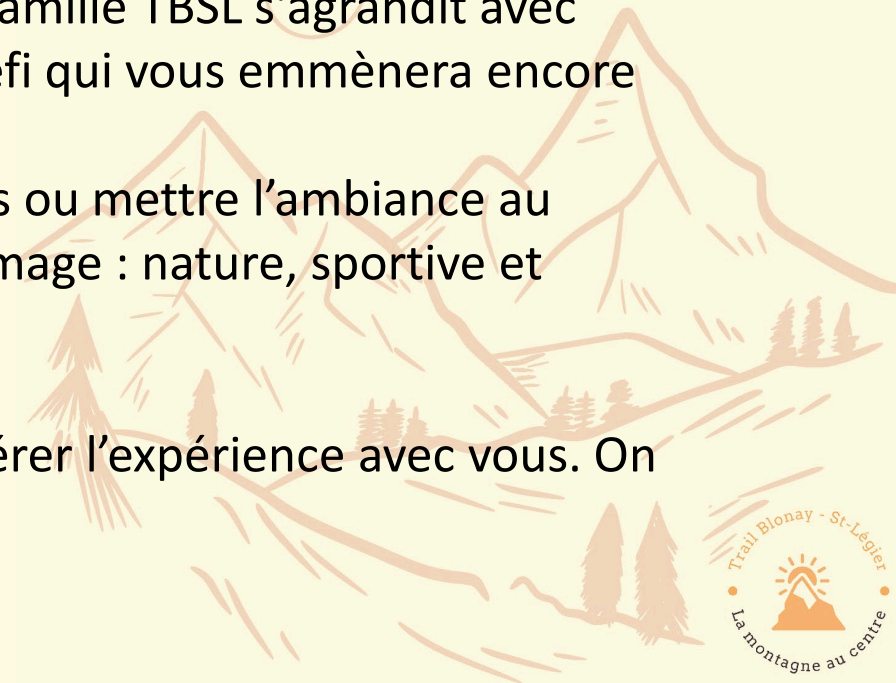 famille TBSL s'agrandit avec
éfi qui vous emmènera encore
s ou mettre l’ambiance au
mage : nature, sportive et
érer l’expérience avec vous. On
Trail Blonay - St-Légier
La montagne au centre